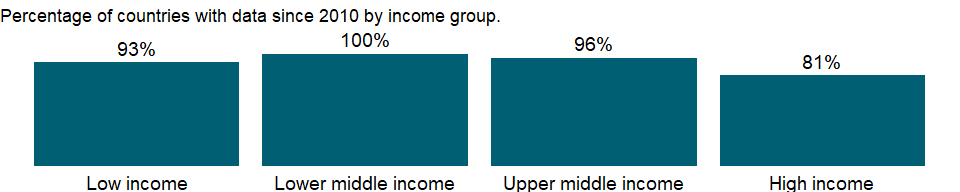 Percentage of countries with data since 2010 by income group.
93%
100%
96%
81%
Low income
Lower middle income
Upper middle income
High income